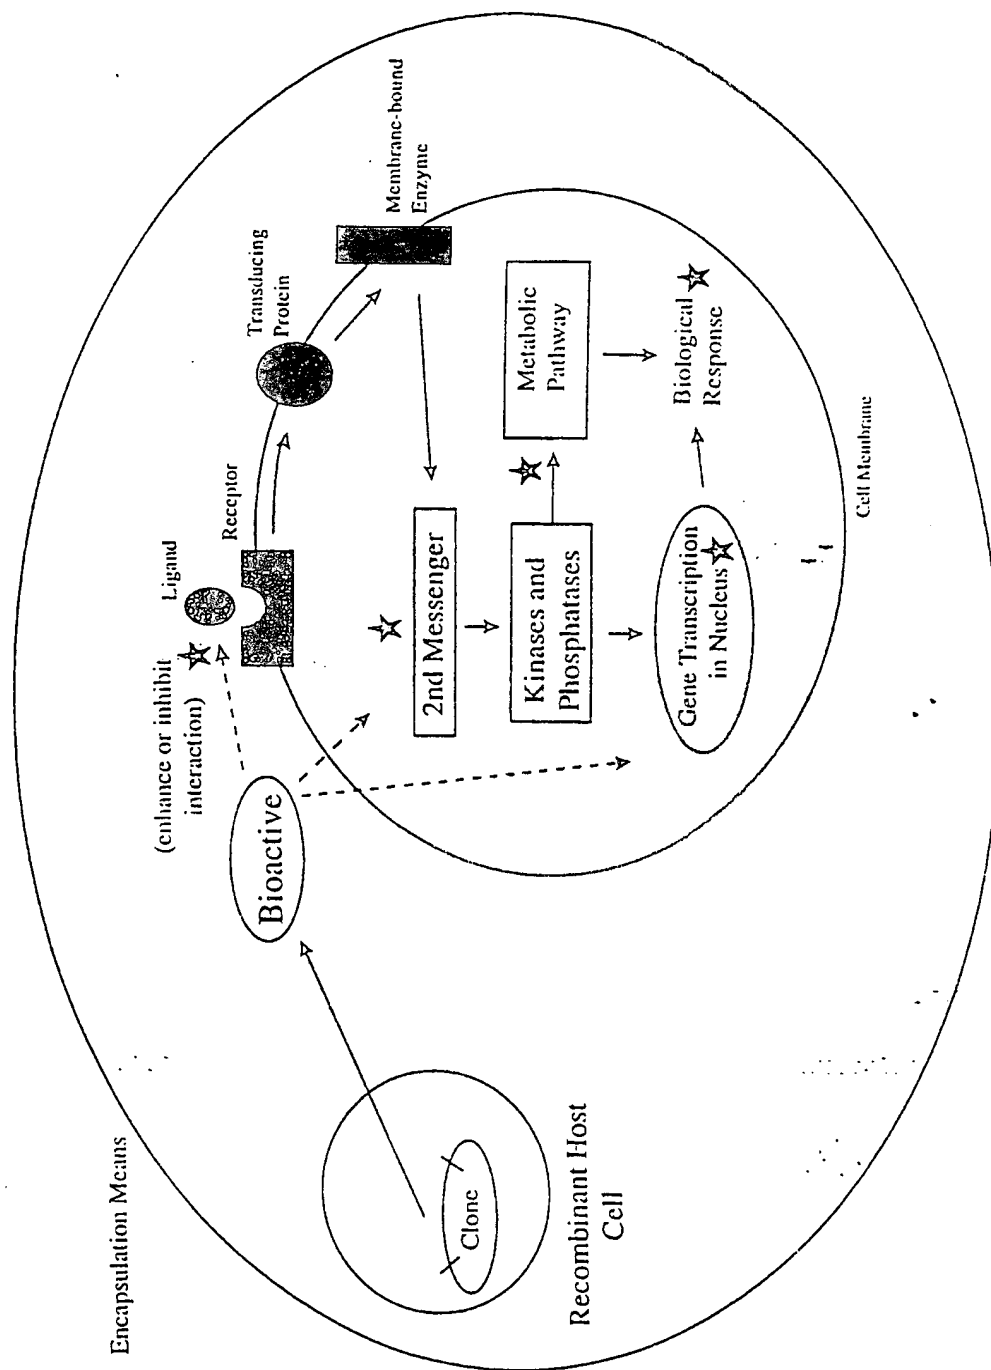 Encapsulation Means
(enhance or inhibit
interaction)
Ligand
Receptor
Transducing
Protein
Membrane-bound
Enzyme
Bioactive
2nd Messenger
Kinases and
Phosphatases
Metabolic
Pathway
Gene Transcription
in Nucleus
Biological
Response
Cell Membrane
Clone
Recombinant Host
Cell